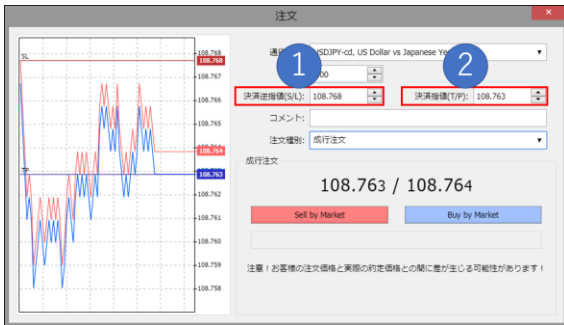 注文
SL
108.768
108.768
108.767
108.766
108.765
108.764
TP
108.763
108.762
108.761
108.760
108.759
108.758
USDJPY-cd, US Dollar vs Japanese
1
2
決済逆指値(S/L): 108.768 決済指値(T/P): 108.763
コメント:
注文種別: 成行注文
成行注文
108.763 / 108.764
Sell by Market Buy by Market
注意！お客様の注文価格と実際の約定価格との間に差が生じる可能性があります！